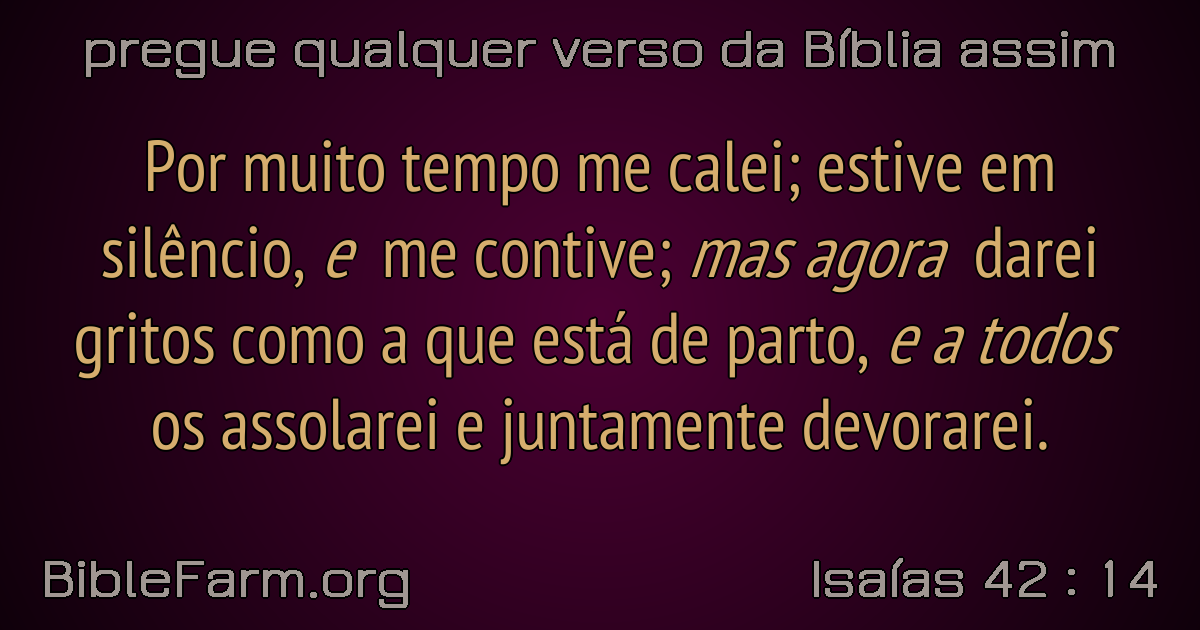 pregue qualquer verso da Bíblia assim
Por muito tempo me calei; estive em
silêncio, e me contive; mas agora darei
gritos como a que está de parto, e a todos
os assolarei e juntamente devorarei.
BibleFarm.org
Isaías 42 : 14